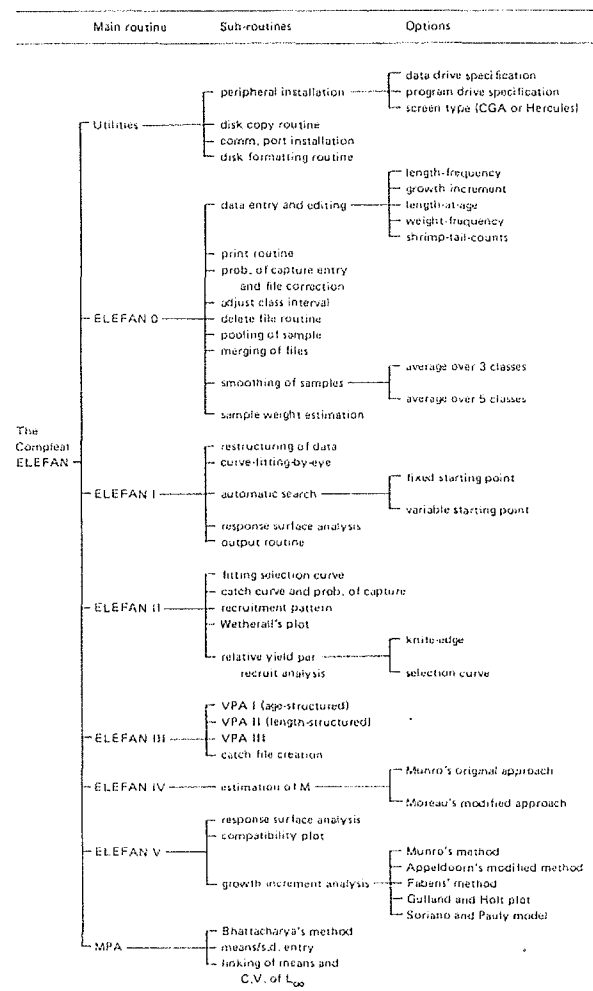 Main routine Sub-routines Options
data drive specification
peripheral installation program drive specification
screen type (CGA or Hercules)
Utilities disk copy routine
comm. port installation
disk formatting routine
length-frequency
growth increment
data entry and editing length-at-age
weight-frequency
shrimp-tail-counts
print routine
prob. of capture entry
and file correction
adjust class interval
ELEFAN 0 delete file routine
pooling of sample
merging of files
average over 3 classes
smoothing of samples
average over 5 classes
sample weight estimation
The
Compleat
ELEFAN
restructuring of data
curve-fitting-by-eye
fixed starting point
ELEFAN I automatic search
variable starting point
response surface analysis
output routine
fitting selection curve
catch curve and prob. of capture
ELEFAN II recruitment pattern
Wetherall's plot
knife-edge
relative yield per
recruit analysis selection curve
VPA I (age-structured)
VPA II (length-structured)
ELEFAN III VPA III
catch file creation
Munro's original approach
ELEFAN IV estimation of M
Moreau's modified approach
response surface analysis
compatibility plot
ELEFAN V
Munro's method
Appeldoorn's modified method
growth increment analysis Fabens' method
Gulland and Holt plot
Soriano and Pauly model
Bhattacharya's method
MPA means/s.d. entry
linking of means and
C.V. of L∞